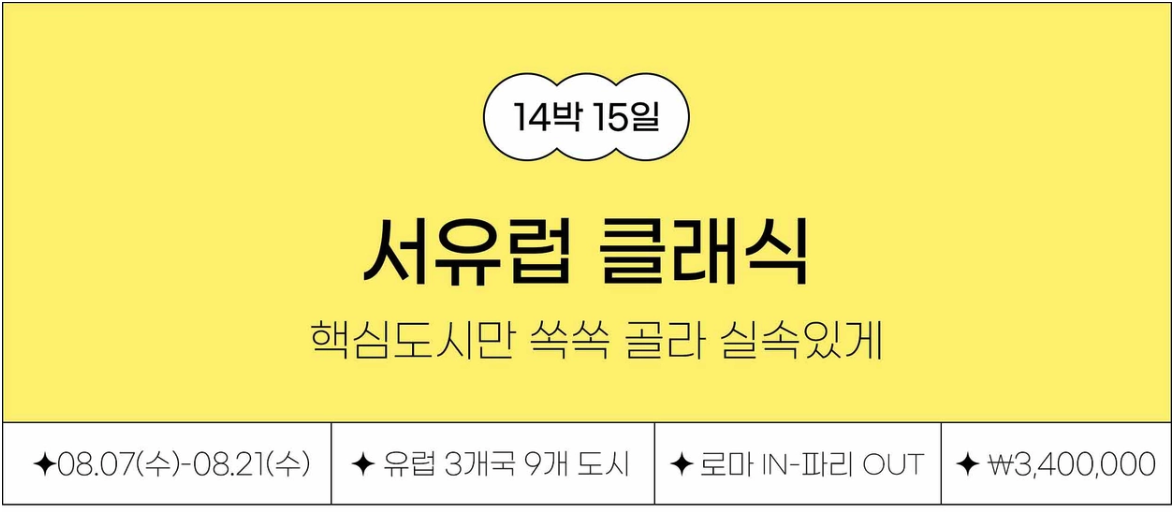 14박 15일
서유럽 클래식
핵심도시만 쏙쏙 골라 실속있게
✦08.07(수)-08.21(수)
✦ 유럽 3개국 9개 도시
✦ 로마 IN-파리 OUT
✦ ₩3,400,000